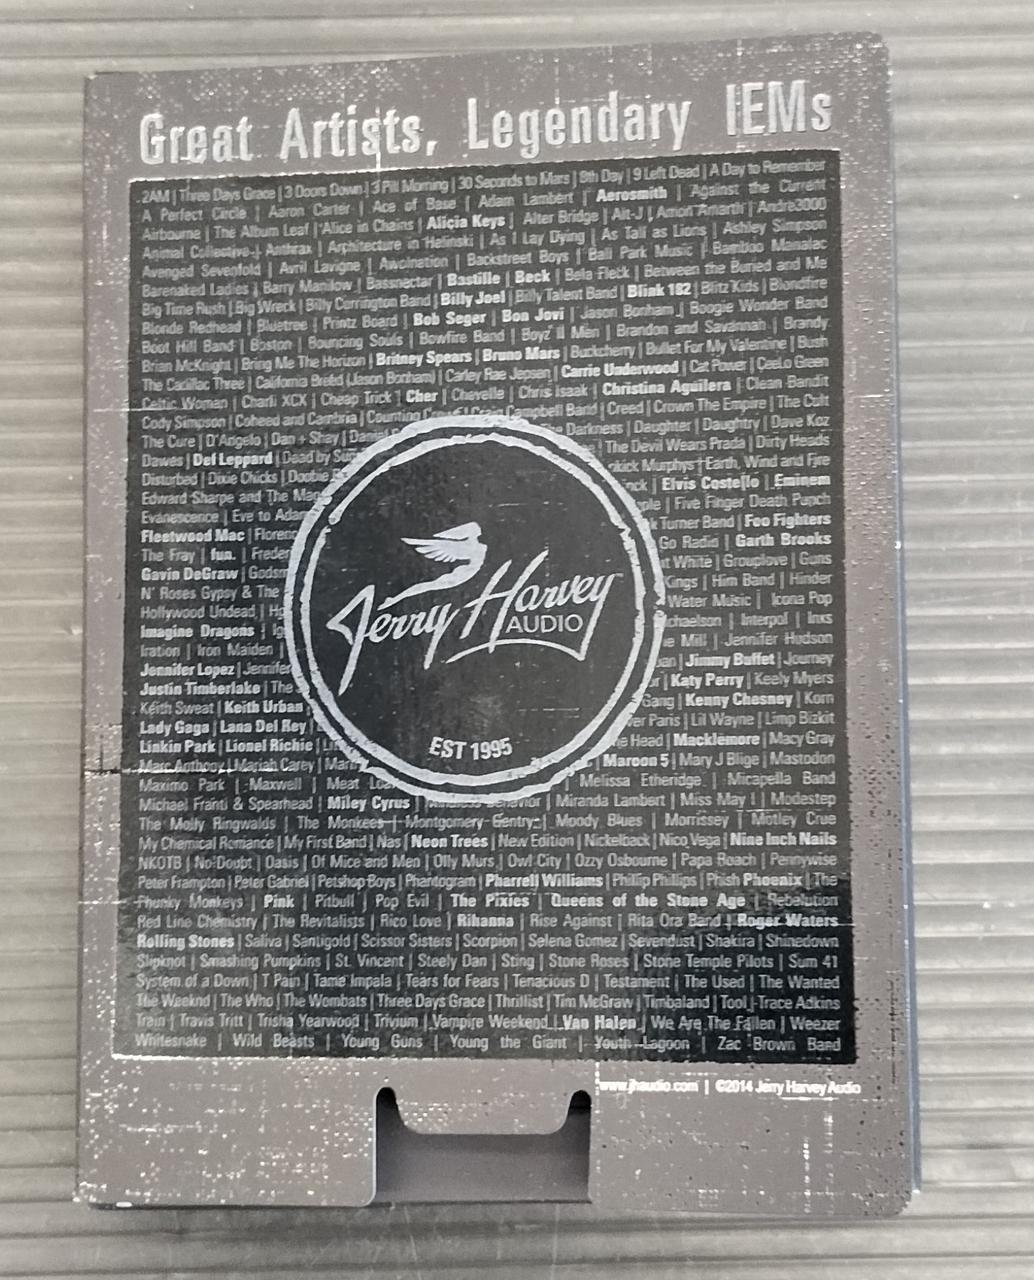 Great Artists, Legendary IEMs
2AM | Three Days Grace | 3 Doors Down | 3 Pill Morning | 30 Seconds to Mars | 8th Day | 9 Left Dead | A Day to Remember
A Perfect Circle | Aaron Carter | Ace of Base | Adam Lambert | Aerosmith | Against the Current
Airbourne | The Album Leaf | Alice in Chains | Alicia Keys | Alter Bridge | Alt-J | Amon Amarth | Andre3000
Animal Collective | Anthrax | Architecture in Helsinki | As I Lay Dying | As Tall as Lions | Ashley Simpson
Avenged Sevenfold | Avril Lavigne | Awolnation | Backstreet Boys | Ball Park Music | Bamboo Manalac
Barenaked Ladies | Barry Manilow | Bassnectar | Bastille | Beck | Bela Fleck | Between the Buried and Me
Big Time Rush | Big Wreck | Billy Currington Band | Billy Joel | Billy Talent Band | Blink 182 | Blitz Kids | Blondfire
Blonde Redhead | Bluetree | Printz Board | Bob Seger | Bon Jovi | Jason Bonham | Boogie Wonder Band
Boot Hill Band | Boston | Bouncing Souls | Bowfire Band | Boyz II Men | Brandon and Savannah | Brandy
Brian McKnight | Bring Me The Horizon | Britney Spears | Bruno Mars | Buckcherry | Bullet For My Valentine | Bush
The Cadillac Three | California Breed (Jason Bonham) | Carley Rae Jepsen | Carrie Underwood | Cat Power | CeeLo Green
Celtic Woman | Charli XCX | Cheap Trick | Cher | Chevelle | Chris Isaak | Christina Aguilera | Clean Bandit
Cody Simpson | Coheed and Cambria | Counting | Craig Campbell Band | Creed | Crown The Empire | The Cult
The Cure | D'Angelo | Dan + Shay | Darkness | Daughter | Daughtry | Dave Koz
Dawes | Def Leppard | Dead by | The Devil Wears Prada | Dirty Heads
Disturbed | Dixie Chicks | Murphys | Earth, Wind and Fire
Edward Sharpe and The | Elvis Costello | Eminem
Evanescence | Eve to | Five Finger Death Punch
Fleetwood Mac | Turner Band | Foo Fighters
The Fray | fun. | Go Radio | Garth Brooks
Gavin DeGraw | White | Grouplove | Guns
N' Roses Gypsy & The | Kings | Him Band | Hinder
Hollywood Undead | Water Music | Icona Pop
Imagine Dragons | Interpol | Inxs
Iration | Iron Maiden | Mill | Jennifer Hudson
Jennifer Lopez | Jennifer | Jimmy Buffet | Journey
Justin Timberlake | The | Katy Perry | Keely Myers
Keith Sweat | Keith Urban | Gang | Kenny Chesney | Korn
Lady Gaga | Lana Del Rey | Paris | Lil Wayne | Limp Bizkit
Linkin Park | Lionel Richie | Head | Macklemore | Macy Gray
Marc Anthony | Mariah Carey | Maroon 5 | Mary J Blige | Mastodon
Maximo Park | Maxwell | Meat | Melissa Etheridge | Micapella Band
Michael Franti & Spearhead | Miley Cyrus | Behavior | Miranda Lambert | Miss May I | Modestep
The Molly Ringwalds | The Monkees | Montgomery Gentry | Moody Blues | Morrissey | Motley Crue
My Chemical Romance | My First Band | Nas | Neon Trees | New Edition | Nickelback | Nico Vega | Nine Inch Nails
NKOTB | No Doubt | Oasis | Of Mice and Men | Olly Murs | Owl City | Ozzy Osbourne | Papa Roach | Pennywise
Peter Frampton | Peter Gabriel | Petshop Boys | Phantogram | Pharrell Williams | Phillip Phillips | Phish Phoenix | The
Phunky Monkeys | Pink | Pitbull | Pop Evil | The Pixies | Queens of the Stone Age | Rebelution
Red Line Chemistry | The Revitalists | Rico Love | Rihanna | Rise Against | Rita Ora Band | Roger Waters
Rolling Stones | Saliva | Santigold | Scissor Sisters | Scorpion | Selena Gomez | Sevendust | Shakira | Shinedown
Slipknot | Smashing Pumpkins | St. Vincent | Steely Dan | Sting | Stone Roses | Stone Temple Pilots | Sum 41
System of a Down | T Pain | Tame Impala | Tears for Fears | Tenacious D | Testament | The Used | The Wanted
The Weeknd | The Who | The Wombats | Three Days Grace | Thrillist | Tim McGraw | Timbaland | Tool | Trace Adkins
Train | Travis Tritt | Trisha Yearwood | Trivium | Vampire Weekend | Van Halen | We Are The Fallen | Weezer
Whitesnake | Wild Beasts | Young Guns | Young the Giant | Youth Lagoon | Zac Brown Band
Jerry Harvey
AUDIO
EST 1995
www.jhaudio.com | ©2014 Jerry Harvey Audio